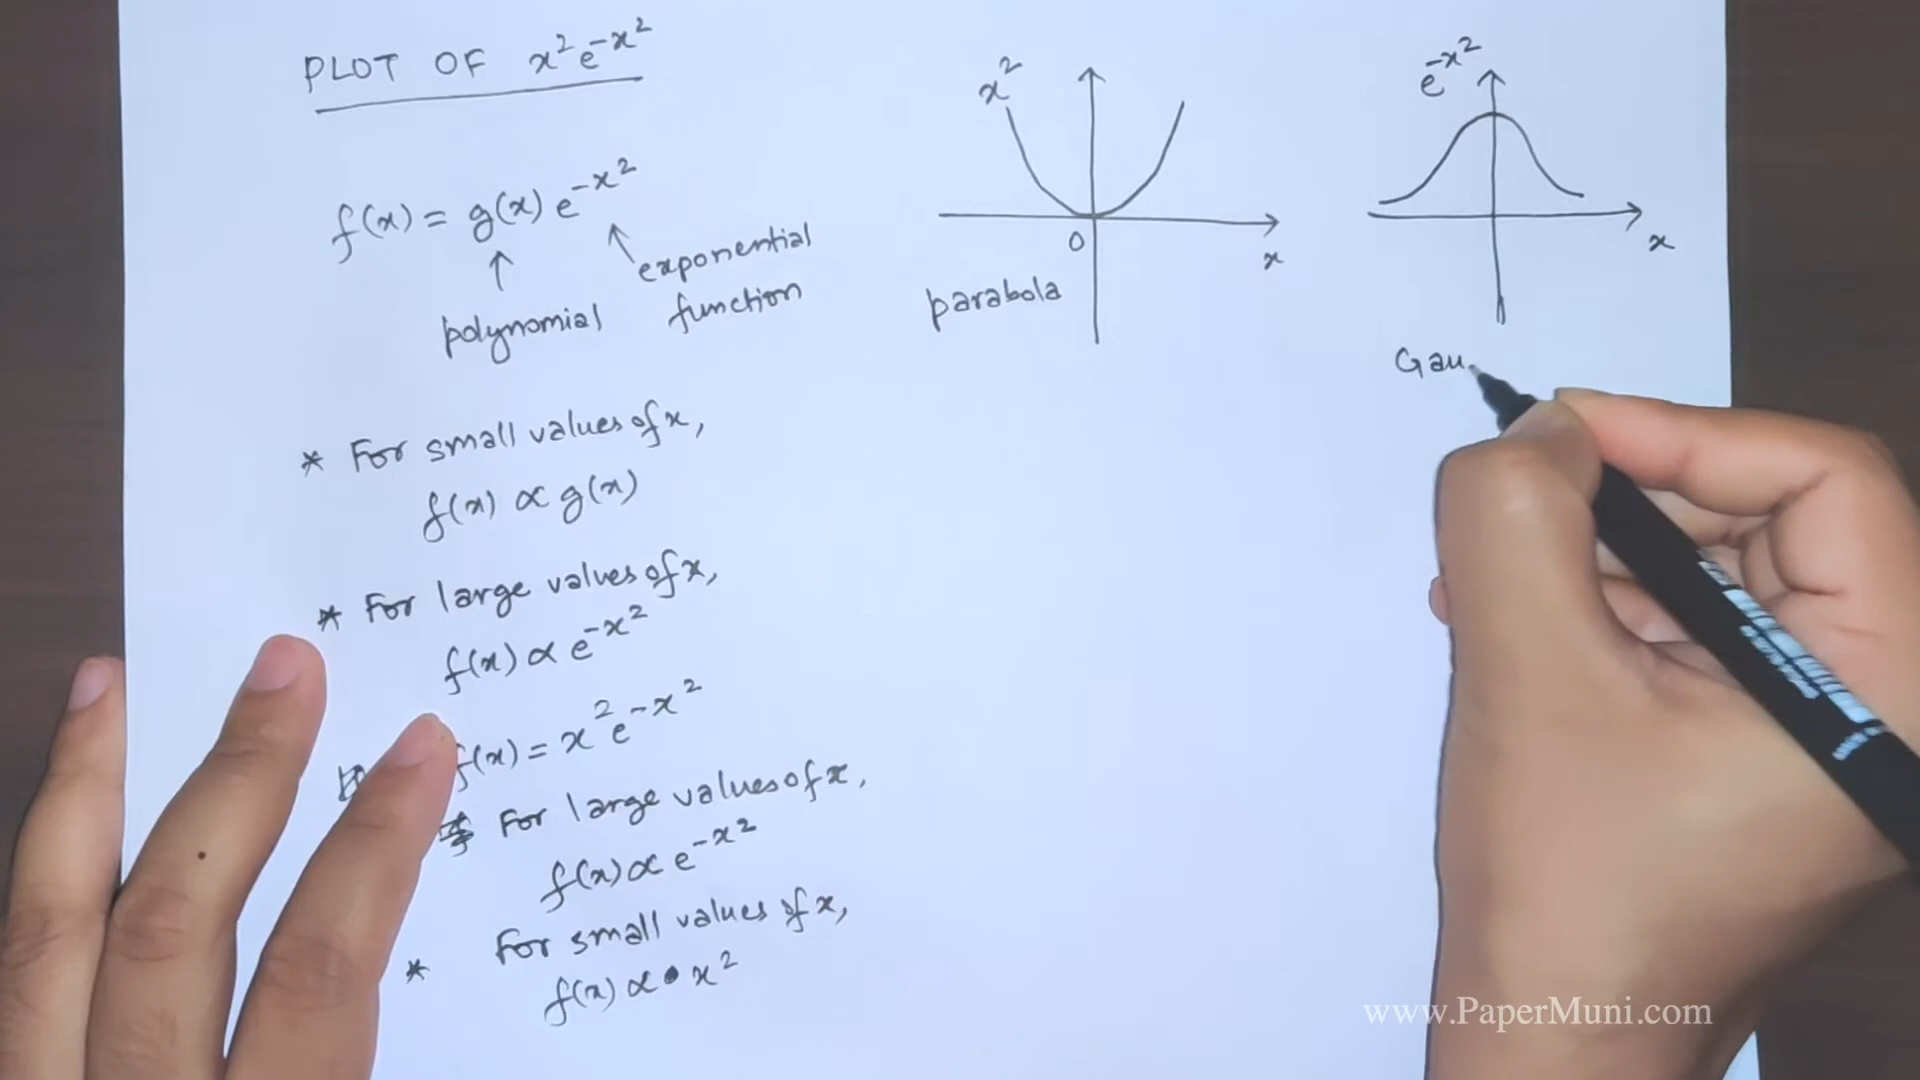 PLOT OF x²e⁻ˣ²
f(x) = g(x) e⁻ˣ²
polynomial
exponential
function
* For small values of x,
f(x) ∝ g(x)
* For large values of x,
f(x) ∝ e⁻ˣ²
f(x) = x²e⁻ˣ²
* For large values of x,
f(x) ∝ e⁻ˣ²
* For small values of x,
f(x) ∝ x²
x²
0
x
parabola
e⁻ˣ²
x
Gau
www.PaperMuni.com